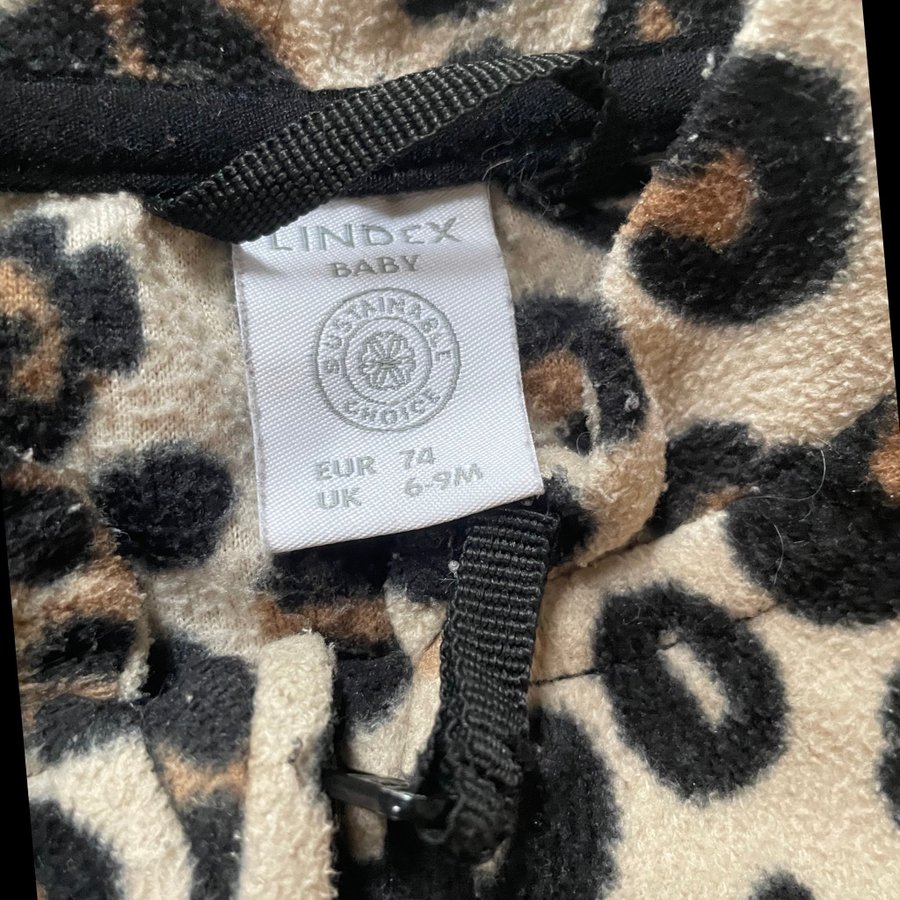 LINDEX
BABY
SUSTAINABLE
CHOICE
EUR 74
UK 6-9M